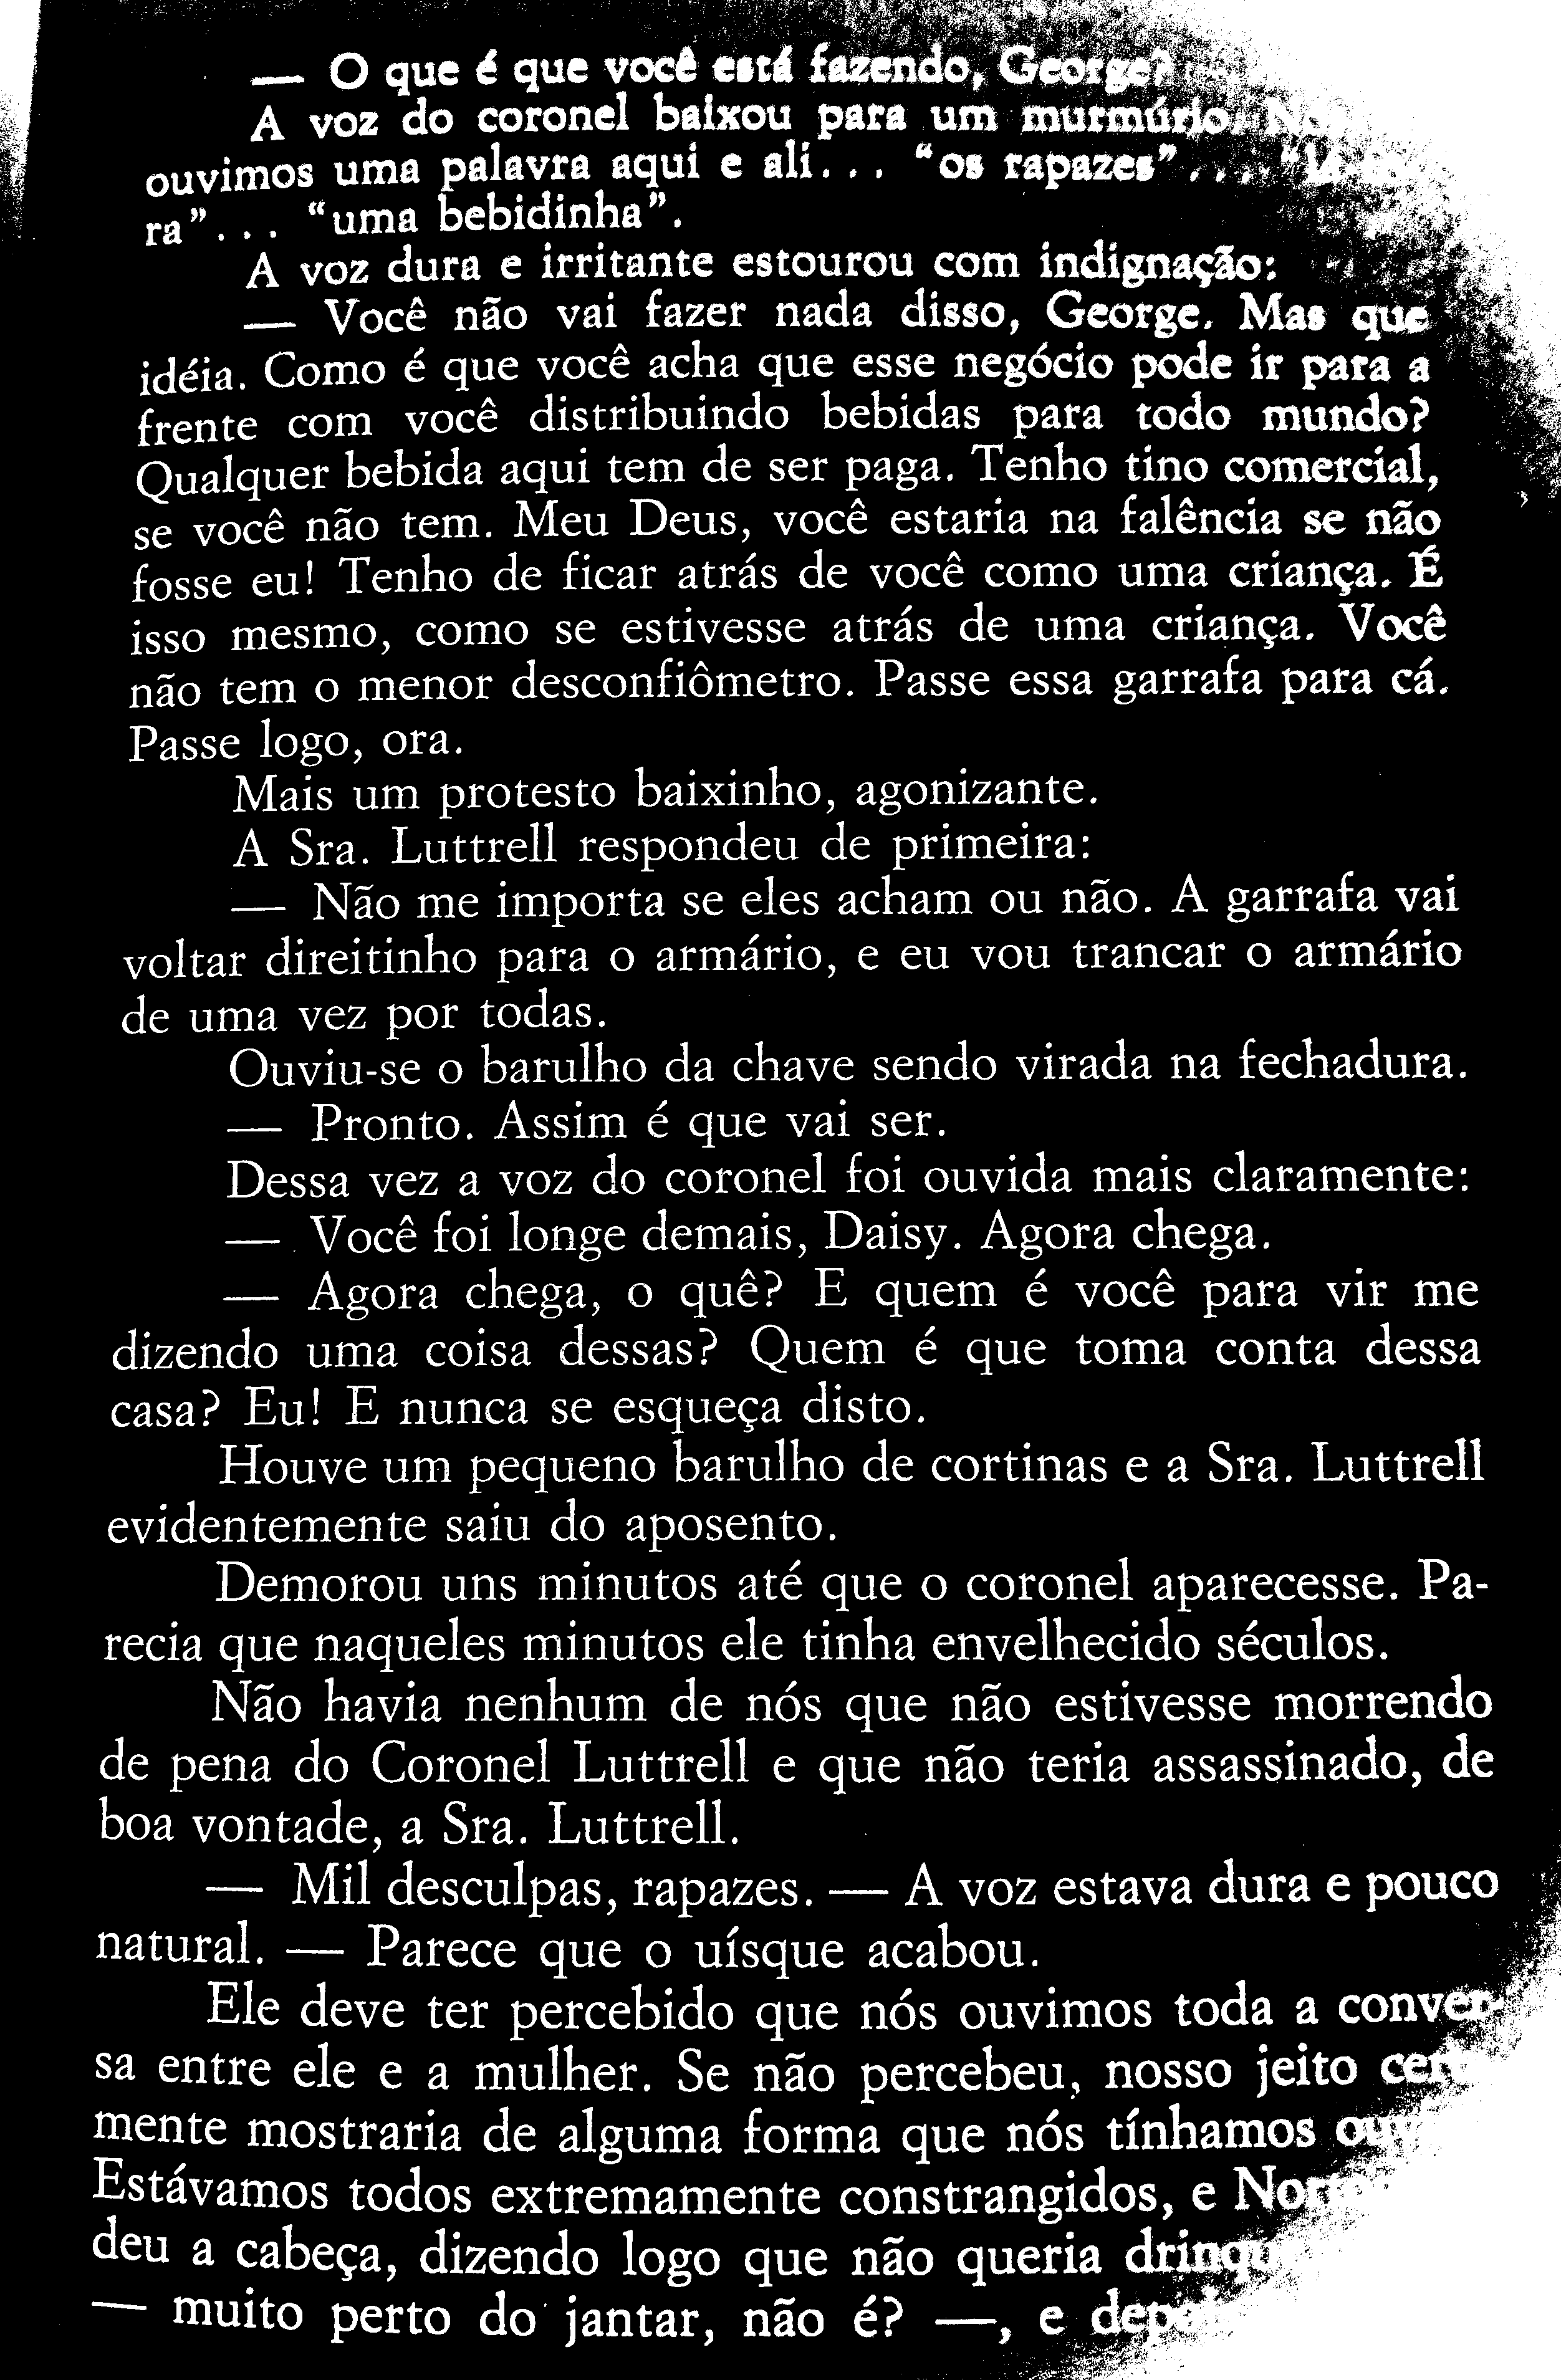 — O que é que você está fazendo, George?
A voz do coronel baixou para um murmúrio. Nós
ouvimos uma palavra aqui e ali... “os rapazes”...
ra”... “uma bebidinha”.
A voz dura e irritante estourou com indignação:
— Você não vai fazer nada disso, George. Mas que
idéia. Como é que você acha que esse negócio pode ir para a
frente com você distribuindo bebidas para todo mundo?
Qualquer bebida aqui tem de ser paga. Tenho tino comercial,
se você não tem. Meu Deus, você estaria na falência se não
fosse eu! Tenho de ficar atrás de você como uma criança. É
isso mesmo, como se estivesse atrás de uma criança. Você
não tem o menor desconfiômetro. Passe essa garrafa para cá.
Passe logo, ora.
Mais um protesto baixinho, agonizante.
A Sra. Luttrell respondeu de primeira:
— Não me importa se eles acham ou não. A garrafa vai
voltar direitinho para o armário, e eu vou trancar o armário
de uma vez por todas.
Ouviu-se o barulho da chave sendo virada na fechadura.
— Pronto. Assim é que vai ser.
Dessa vez a voz do coronel foi ouvida mais claramente:
— Você foi longe demais, Daisy. Agora chega.
— Agora chega, o quê? E quem é você para vir me
dizendo uma coisa dessas? Quem é que toma conta dessa
casa? Eu! E nunca se esqueça disto.
Houve um pequeno barulho de cortinas e a Sra. Luttrell
evidentemente saiu do aposento.
Demorou uns minutos até que o coronel aparecesse. Pa-
recia que naqueles minutos ele tinha envelhecido séculos.
Não havia nenhum de nós que não estivesse morrendo
de pena do Coronel Luttrell e que não teria assassinado, de
boa vontade, a Sra. Luttrell.
— Mil desculpas, rapazes. — A voz estava dura e pouco
natural. — Parece que o uísque acabou.
Ele deve ter percebido que nós ouvimos toda a conver-
sa entre ele e a mulher. Se não percebeu, nosso jeito
mente mostraria de alguma forma que nós tínhamos
Estávamos todos extremamente constrangidos, e
deu a cabeça, dizendo logo que não queria
— muito perto do jantar, não é? —, e